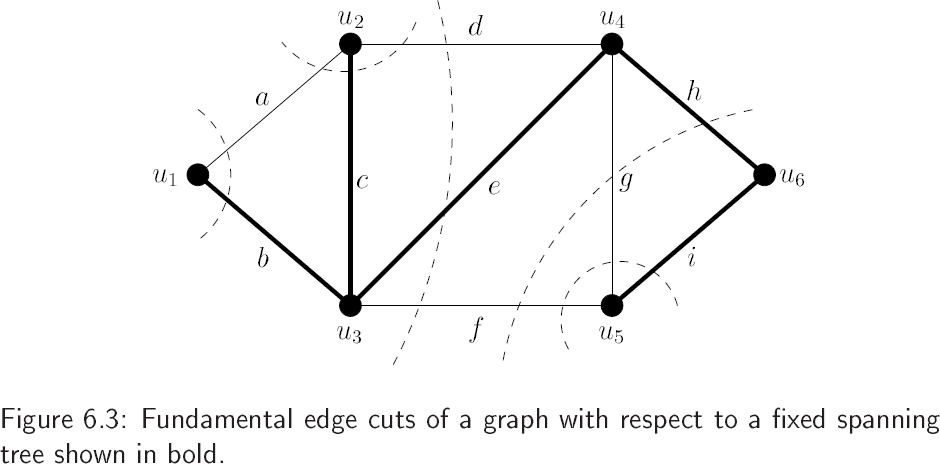 u2 d u4
a h
u1 c e g u6
b i
u3 f u5
Figure 6.3: Fundamental edge cuts of a graph with respect to a fixed spanning
tree shown in bold.